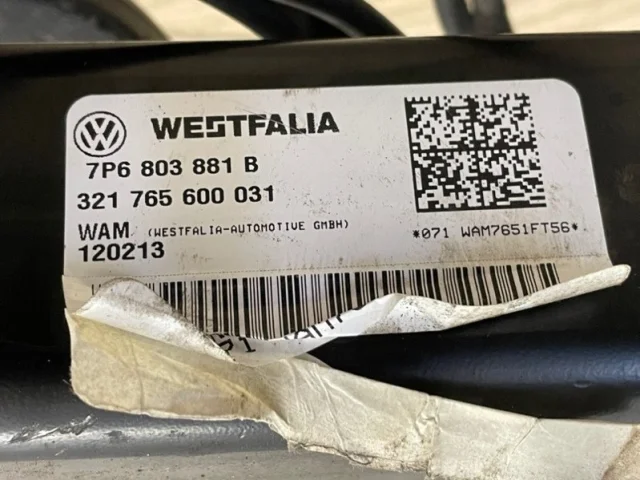 WESTFALIA
7P6 803 881 B
321 765 600 031
WAM (WESTFALIA-AUTOMOTIVE GMBH)
120213
*071 WAM7651FT56*